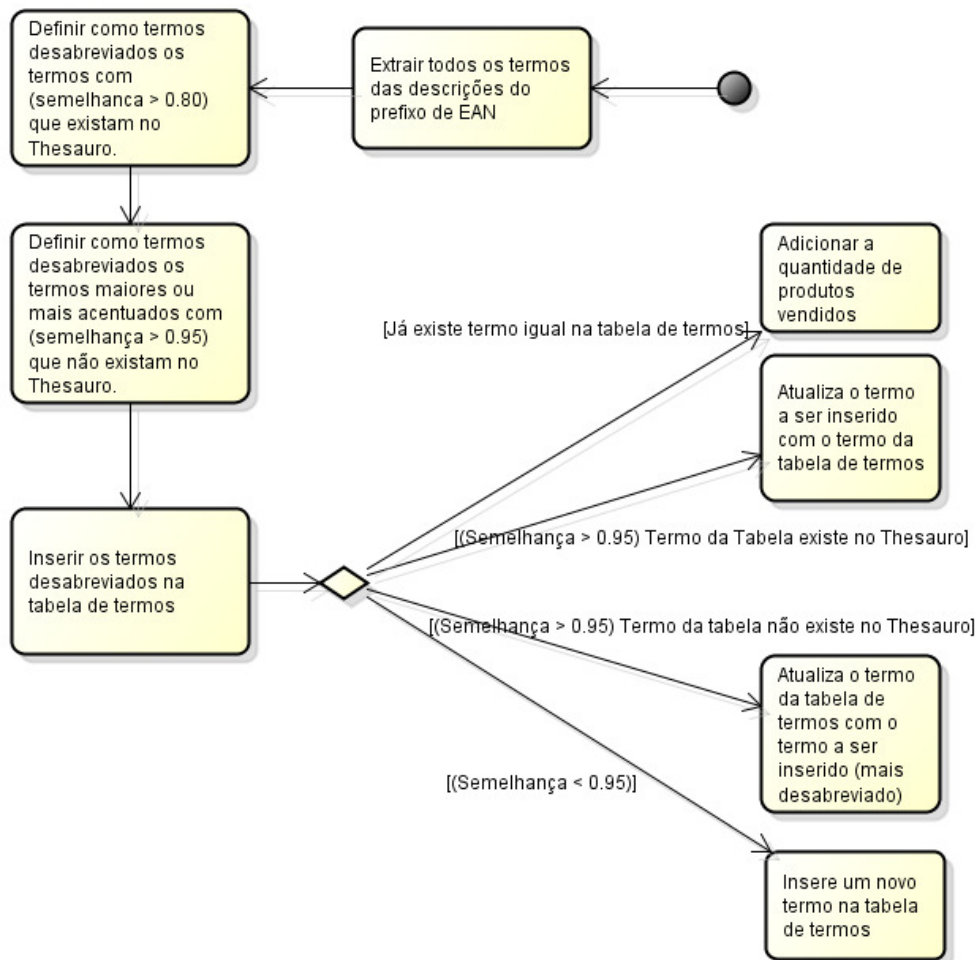 Definir como termos
desabreviados os
termos com
(semelhanca > 0.80)
que existam no
Thesauro.
Extrair todos os termos
das descrições do
prefixo de EAN
Definir como termos
desabreviados os
termos maiores ou
mais acentuados com
(semelhança > 0.95)
que não existam no
Thesauro.
Adicionar a
quantidade de
produtos
vendidos
[Já existe termo igual na tabela de termos]
Atualiza o termo
a ser inserido
com o termo da
tabela de termos
[(Semelhança > 0.95) Termo da Tabela existe no Thesauro]
Inserir os termos
desabreviados na
tabela de termos
[(Semelhança > 0.95) Termo da tabela não existe no Thesauro]
Atualiza o termo
da tabela de
termos com o
termo a ser
inserido (mais
desabreviado)
[(Semelhança < 0.95)]
Insere um novo
termo na tabela
de termos